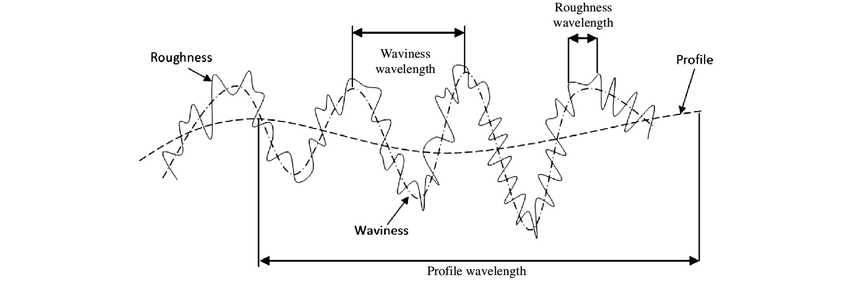 Roughness
wavelength
Waviness
wavelength
Roughness
Profile
Waviness
Profile wavelength